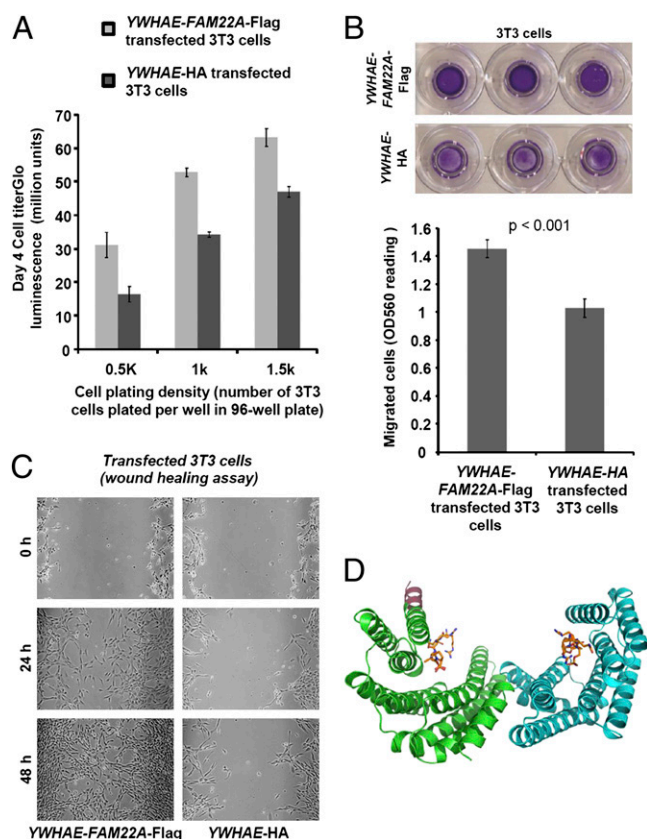 A
YWHAE-FAM22A-Flag
transfected 3T3 cells
YWHAE-HA transfected
3T3 cells
Day 4 Cell titerGlo
luminescence (million units)
70
60
50
40
30
20
10
0
0.5K 1k 1.5k
Cell plating density (number of 3T3
cells plated per well in 96-well plate)
B
3T3 cells
YWHAE-
FAM22A-
Flag
YWHAE-
HA
p < 0.001
Migrated cells (OD560 reading )
1.6
1.4
1.2
1
0.8
0.6
0.4
0.2
0
YWHAE-
FAM22A-Flag
transfected 3T3
cells
YWHAE-HA
transfected
3T3 cells
C
Transfected 3T3 cells
(wound healing assay)
0 h
24 h
48 h
YWHAE-FAM22A-Flag YWHAE-HA
D